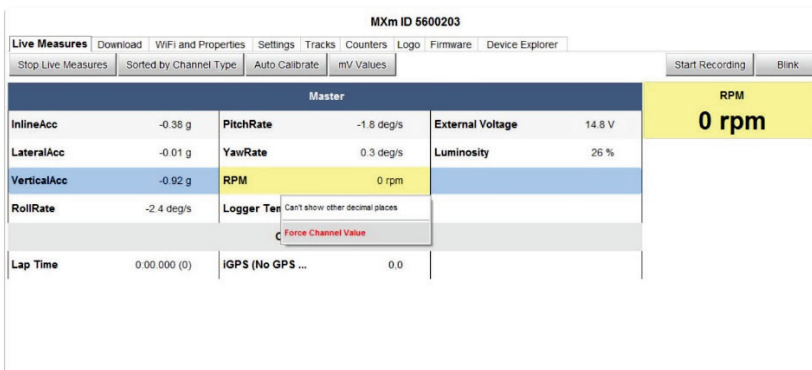 MXm ID 5600203
Live Measures Download WiFi and Properties Settings Tracks Counters Logo Firmware Device Explorer
Stop Live Measures Sorted by Channel Type Auto Calibrate mV Values Start Recording Blink
Master RPM
0 rpm
InlineAcc -0.38 g PitchRate -1.8 deg/s External Voltage 14.8 V
LateralAcc -0.01 g YawRate 0.3 deg/s Luminosity 26 %
VerticalAcc -0.92 g RPM 0 rpm
RollRate -2.4 deg/s Logger Tem Can't show other decimal places
Force Channel Value
Lap Time 0:00.000 (0) iGPS (No GPS ... 0,0